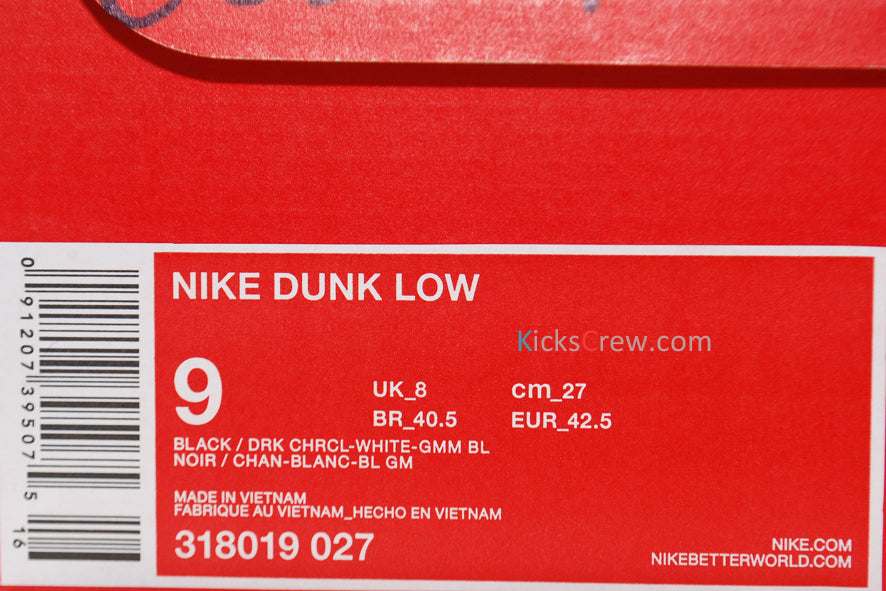 NIKE DUNK LOW
KicksCrew.com
9
UK_8 cm_27
BR_40.5 EUR_42.5
BLACK / DRK CHRCL-WHITE-GMM BL
NOIR / CHAN-BLANC-BL GM
MADE IN VIETNAM
FABRIQUE AU VIETNAM_HECHO EN VIETNAM
318019 027
NIKE.COM
NIKEBETTERWORLD.COM
0 91207 39507 5 16